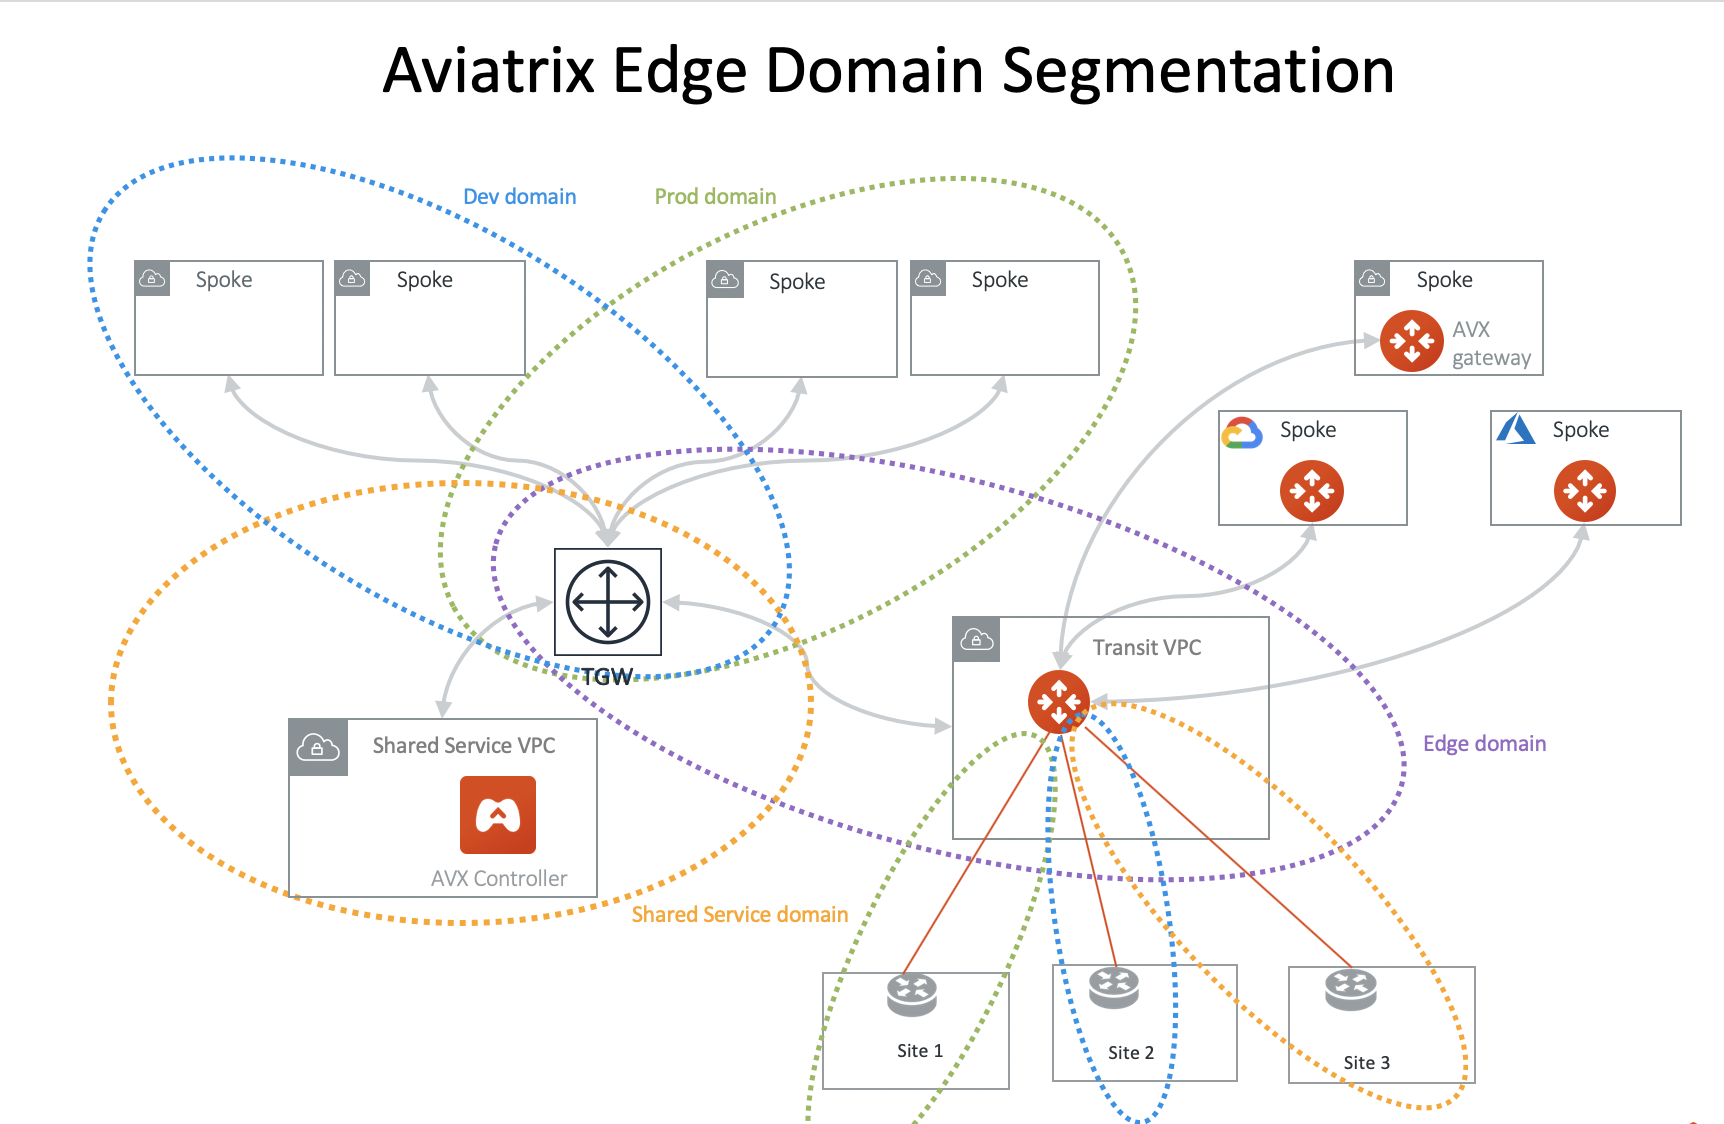 Aviatrix Edge Domain Segmentation
Dev domain
Prod domain
Spoke
Spoke
Spoke
Spoke
Spoke
AVX
gateway
Spoke
Spoke
TGW
Transit VPC
Shared Service VPC
Edge domain
AVX Controller
Shared Service domain
Site 1
Site 2
Site 3